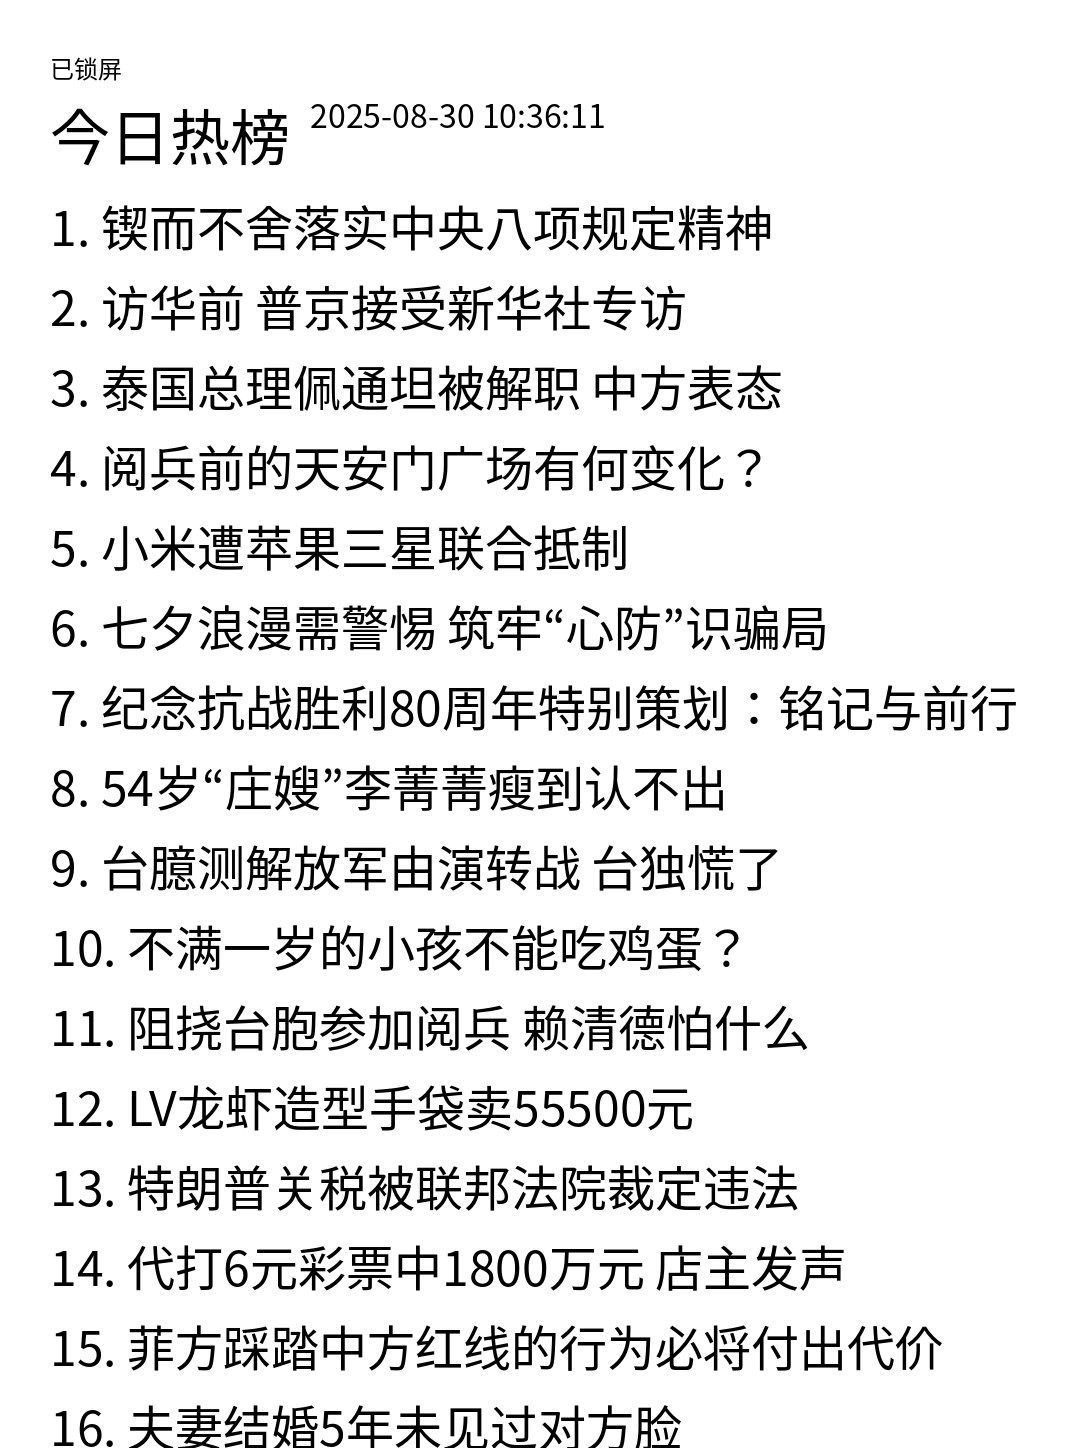 已锁屏
今日热榜 2025-08-30 10:36:11
1. 锲而不舍落实中央八项规定精神
2. 访华前 普京接受新华社专访
3. 泰国总理佩通坦被解职 中方表态
4. 阅兵前的天安门广场有何变化？
5. 小米遭苹果三星联合抵制
6. 七夕浪漫需警惕 筑牢“心防”识骗局
7. 纪念抗战胜利80周年特别策划：铭记与前行
8. 54岁“庄嫂”李菁菁瘦到认不出
9. 台臆测解放军由演转战 台独慌了
10. 不满一岁的小孩不能吃鸡蛋？
11. 阻挠台胞参加阅兵 赖清德怕什么
12. LV龙虾造型手袋卖55500元
13. 特朗普关税被联邦法院裁定违法
14. 代打6元彩票中1800万元 店主发声
15. 菲方踩踏中方红线的行为必将付出代价
16. 夫妻结婚5年未见过对方脸